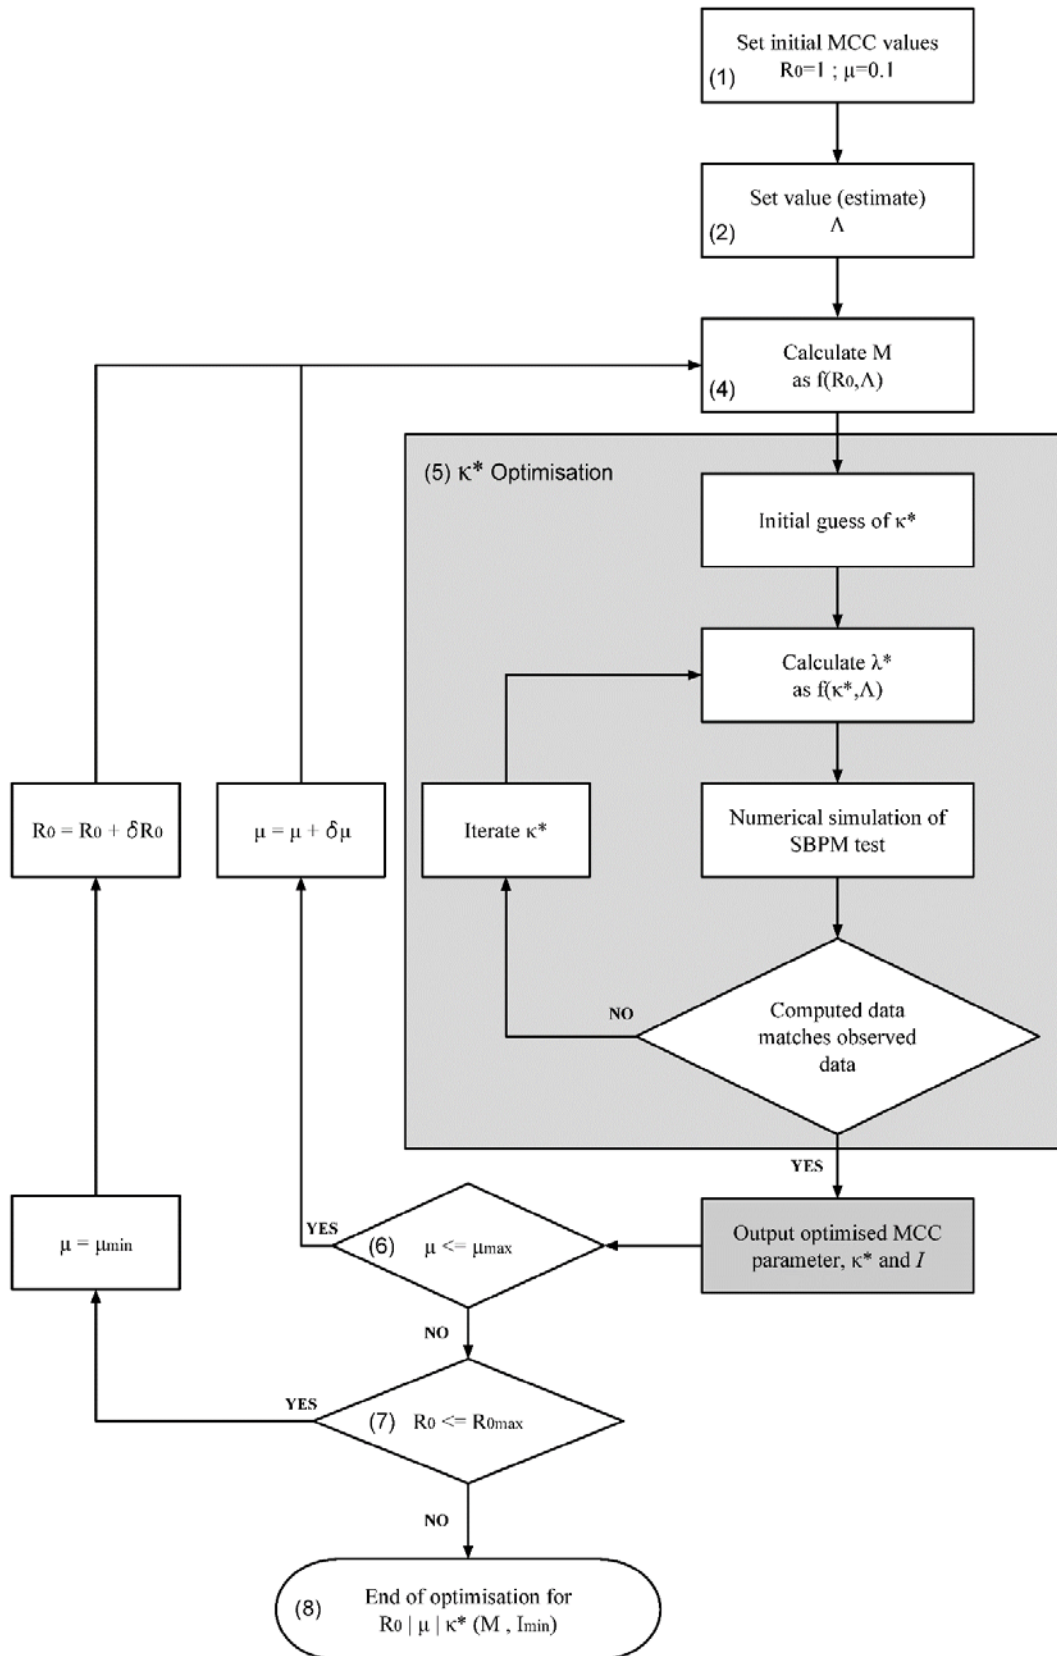 Set initial MCC values
R0=1 ; μ=0.1
(1)
Set value (estimate)
Λ
(2)
Calculate M
as f(R0,Λ)
(4)
(5) κ* Optimisation
Initial guess of κ*
Calculate λ*
as f(κ*,Λ)
R0 = R0 + δR0
μ = μ + δμ
Iterate κ*
Numerical simulation of
SBPM test
Computed data
matches observed
data
NO
YES
μ = μmin
YES
(6) μ <= μmax
Output optimised MCC
parameter, κ* and I
NO
YES
(7) R0 <= R0max
NO
End of optimisation for
(8)
R0 | μ | κ* (M , Imin)